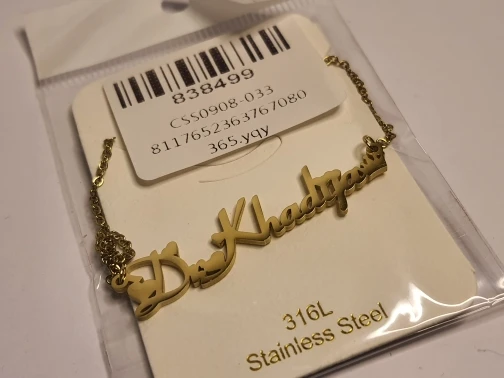 838499
CSS0908-033
8117652363767080
365.yqy
Dr Khadija
316L
Stainless Steel